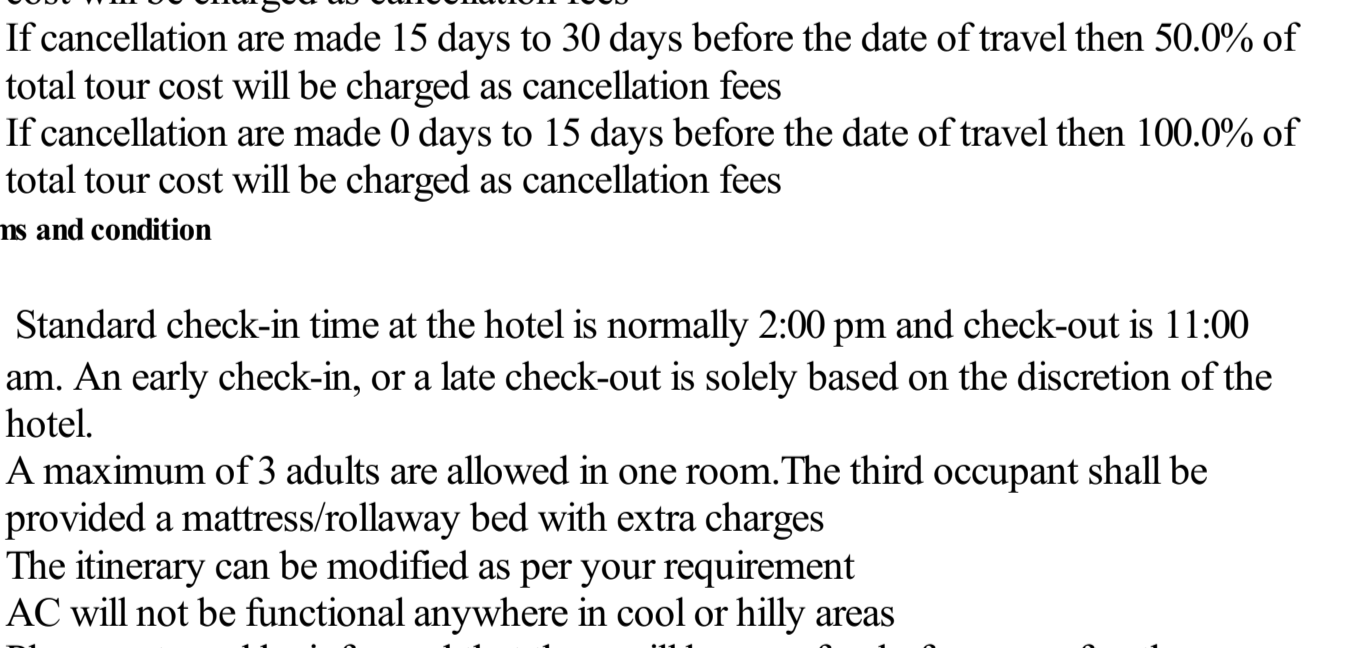 cost will be charged as cancellation fees
If cancellation are made 15 days to 30 days before the date of travel then 50.0% of
total tour cost will be charged as cancellation fees
If cancellation are made 0 days to 15 days before the date of travel then 100.0% of
total tour cost will be charged as cancellation fees
ms and condition
Standard check-in time at the hotel is normally 2:00 pm and check-out is 11:00
am. An early check-in, or a late check-out is solely based on the discretion of the
hotel.
A maximum of 3 adults are allowed in one room.The third occupant shall be
provided a mattress/rollaway bed with extra charges
The itinerary can be modified as per your requirement
AC will not be functional anywhere in cool or hilly areas